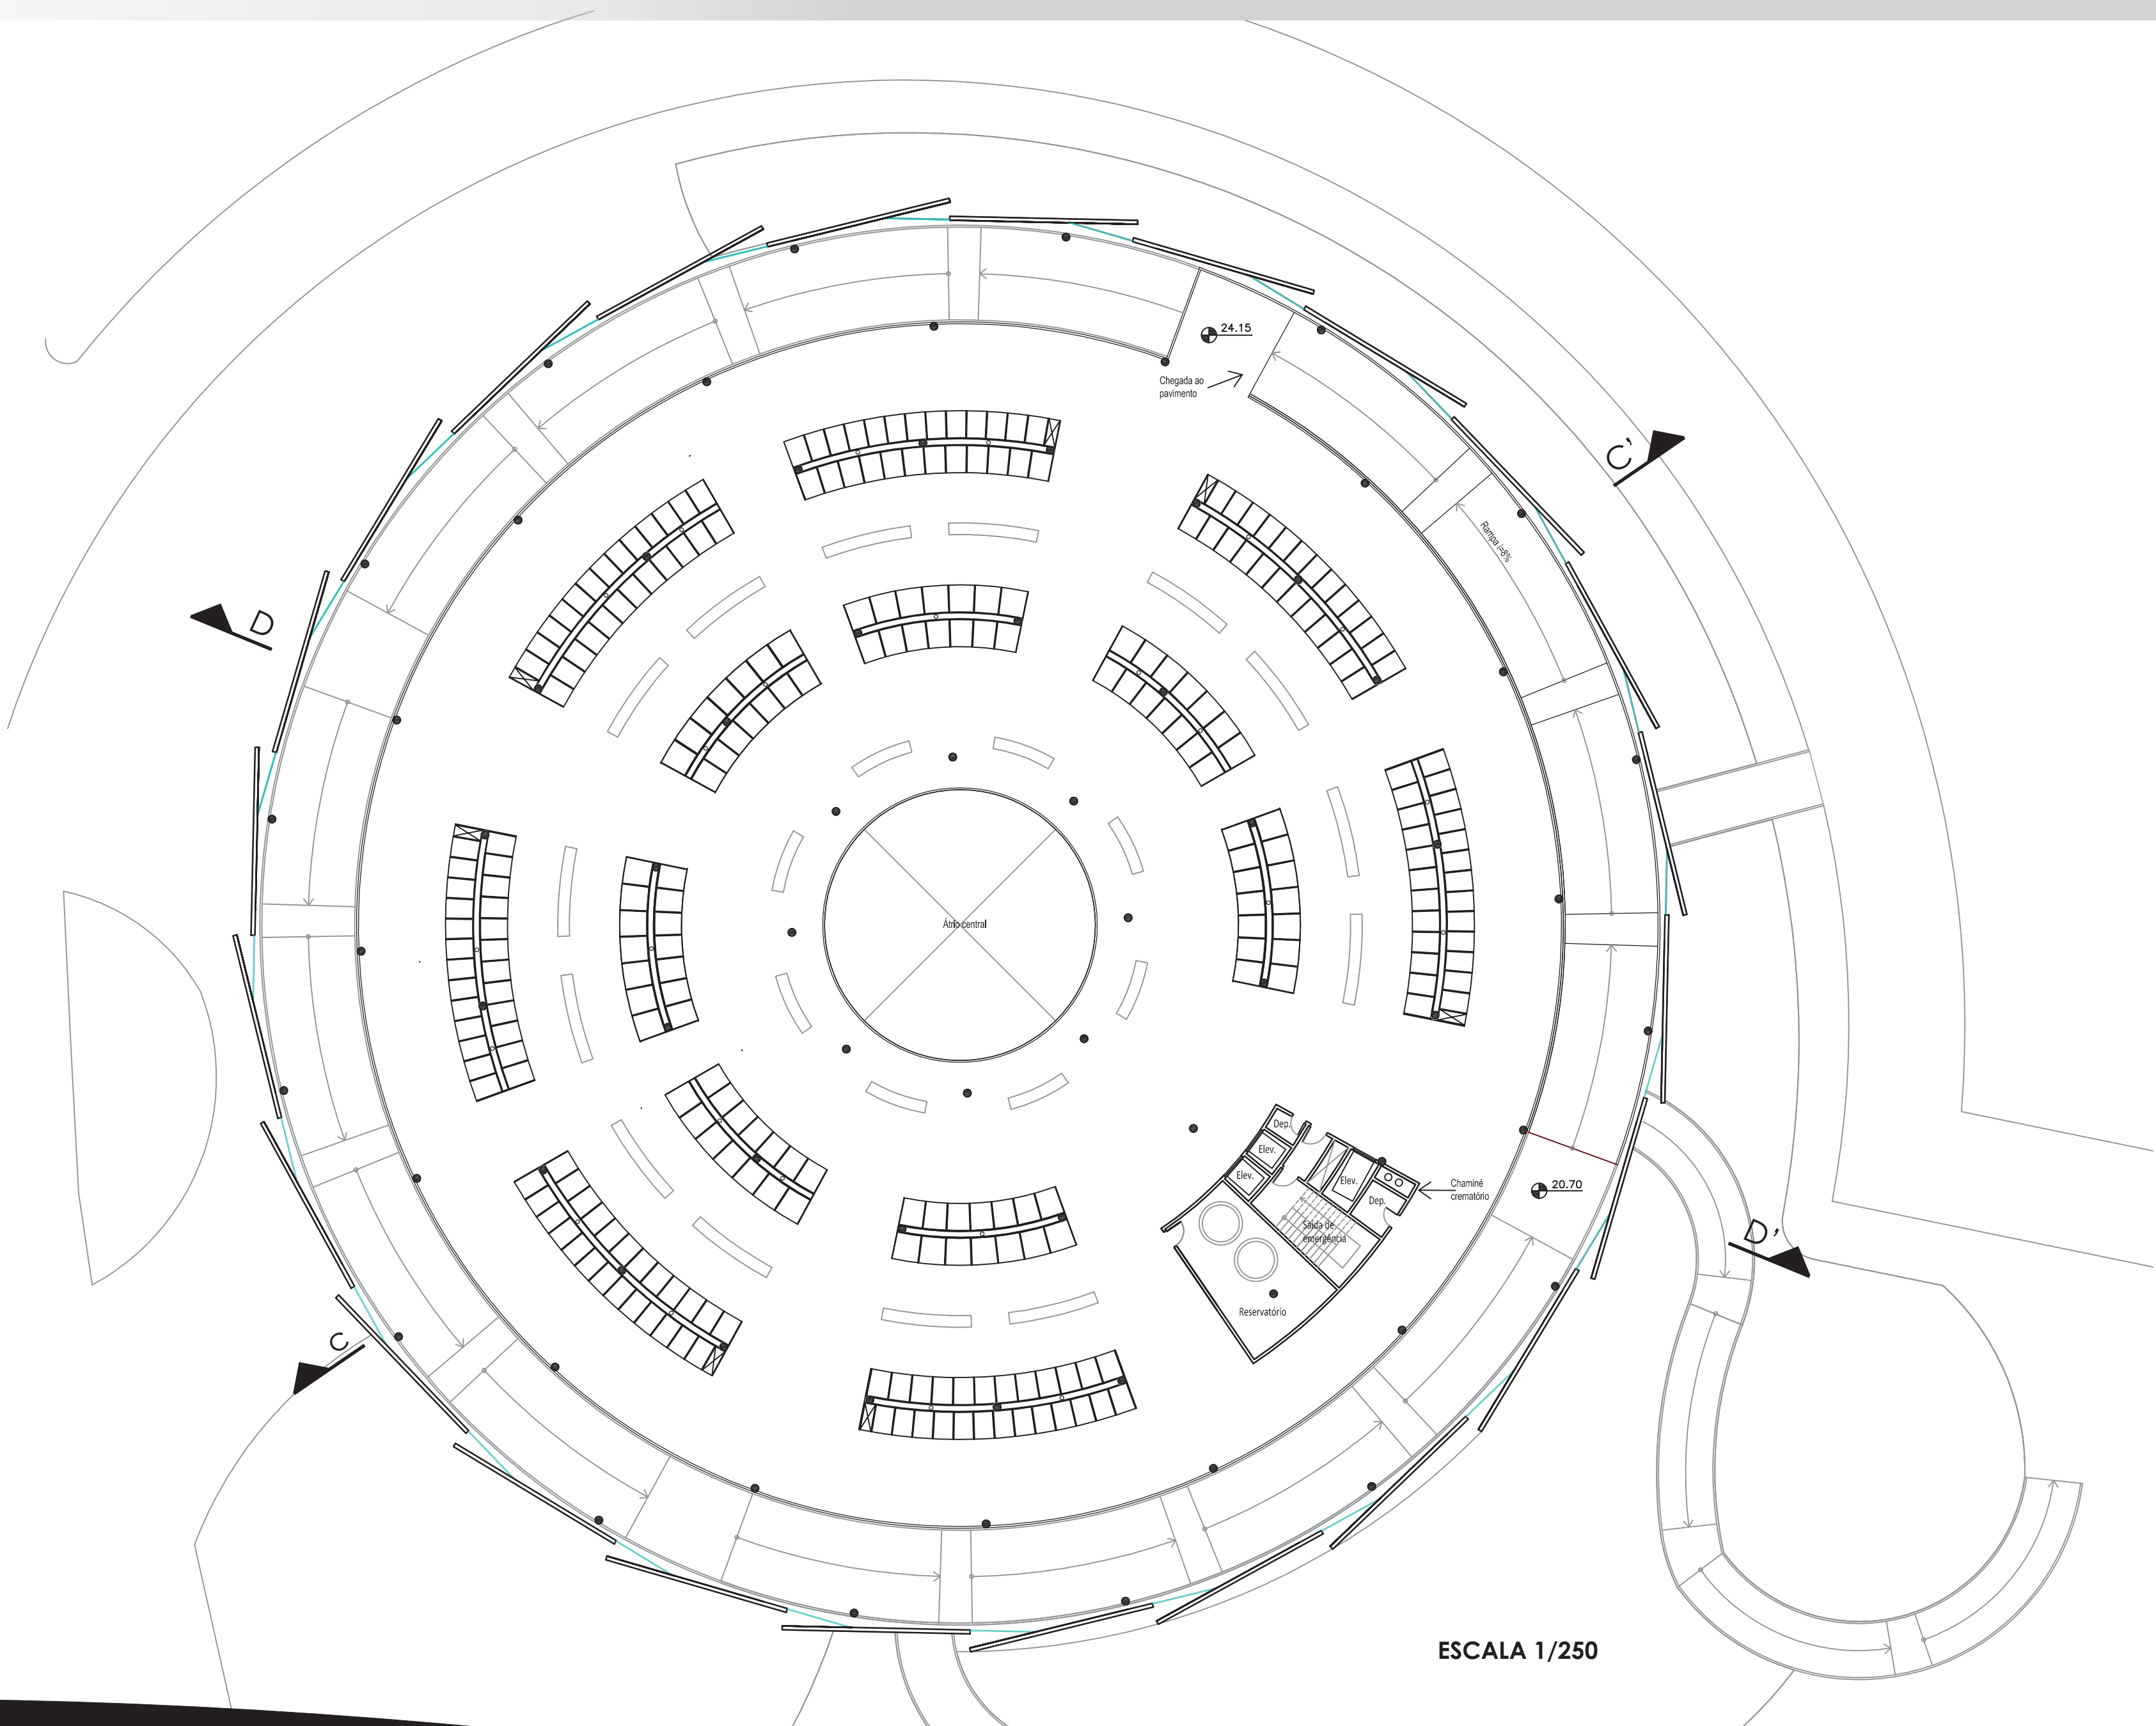 24.15
Chegada ao
pavimento
C'
Rampa i=8%
D
Átrio central
Dep.
Elev.
Elev.
Elev.
Dep.
Chaminé
crematório
20.70
Saída de
emergência
D'
Reservatório
C
ESCALA 1/250